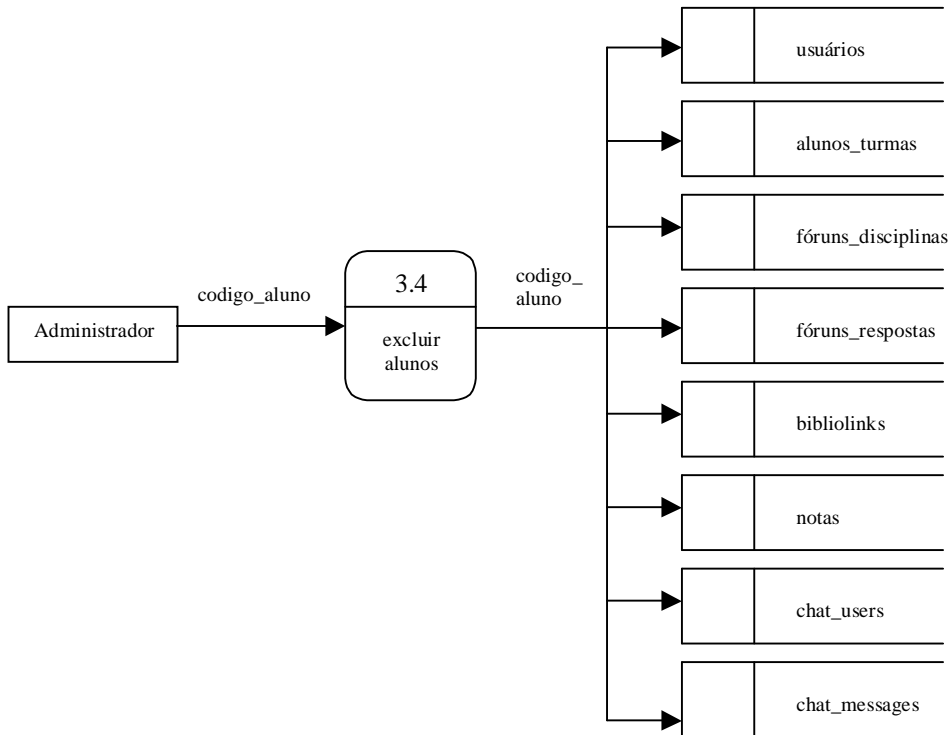 Administrador
codigo_aluno
3.4
excluir
alunos
codigo_
aluno
usuários
alunos_turmas
fóruns_disciplinas
fóruns_respostas
bibliolinks
notas
chat_users
chat_messages